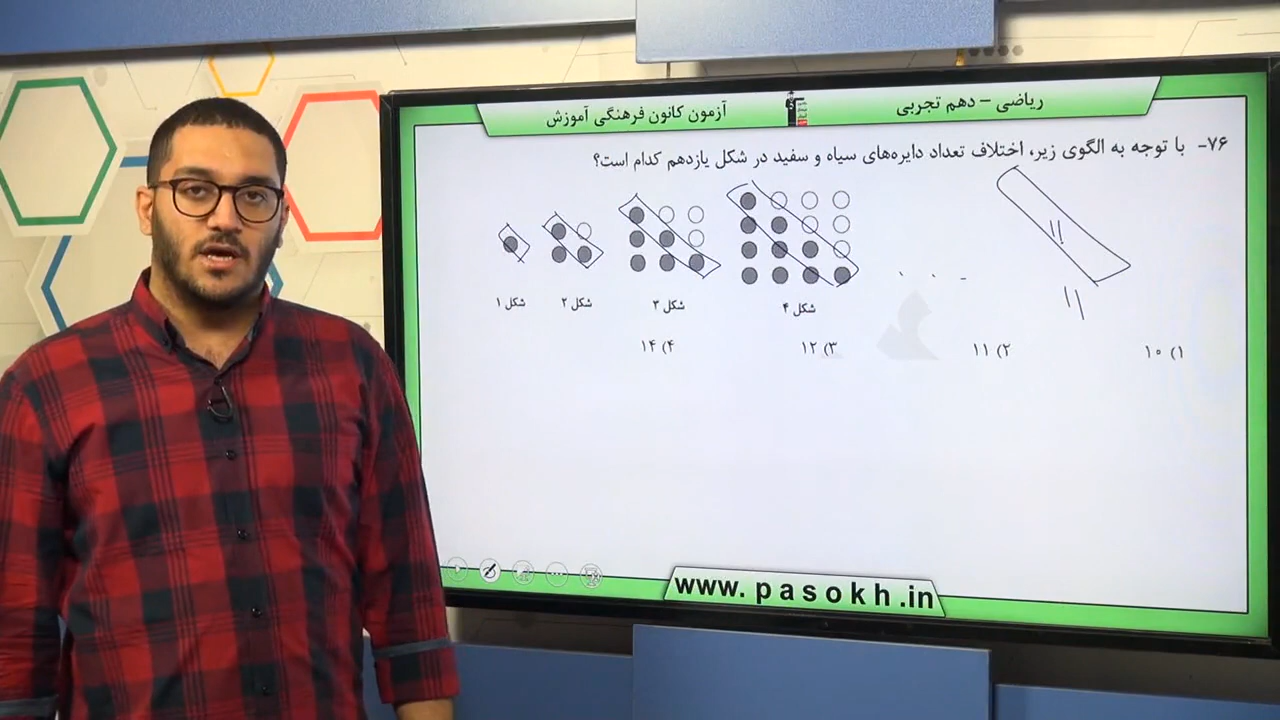 ریاضی - دهم تجربی
آزمون کانون فرهنگی آموزش
۷۶- با توجه به الگوی زیر، اختلاف تعداد دایره‌های سیاه و سفید در شکل یازدهم کدام است؟
۱۱
۱۱
شکل ۱ شکل ۲ شکل ۳ شکل ۴
۱) ۱۰ ۲) ۱۱ ۳) ۱۲ ۴) ۱۴
www.pasokh.in